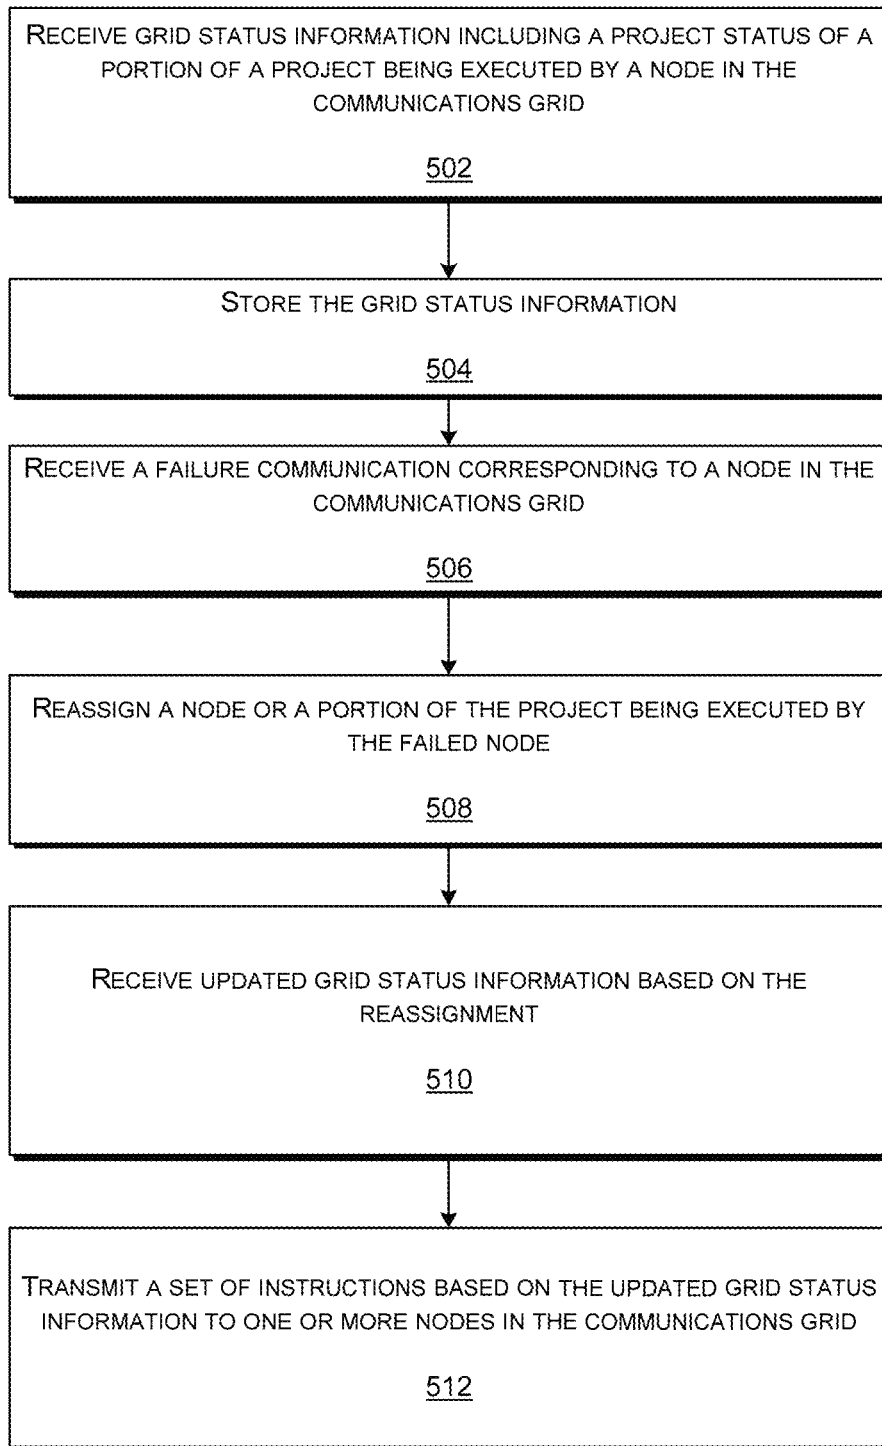 RECEIVE GRID STATUS INFORMATION INCLUDING A PROJECT STATUS OF A
PORTION OF A PROJECT BEING EXECUTED BY A NODE IN THE
COMMUNICATIONS GRID
502
STORE THE GRID STATUS INFORMATION
504
RECEIVE A FAILURE COMMUNICATION CORRESPONDING TO A NODE IN THE
COMMUNICATIONS GRID
506
REASSIGN A NODE OR A PORTION OF THE PROJECT BEING EXECUTED BY
THE FAILED NODE
508
RECEIVE UPDATED GRID STATUS INFORMATION BASED ON THE
REASSIGNMENT
510
TRANSMIT A SET OF INSTRUCTIONS BASED ON THE UPDATED GRID STATUS
INFORMATION TO ONE OR MORE NODES IN THE COMMUNICATIONS GRID
512